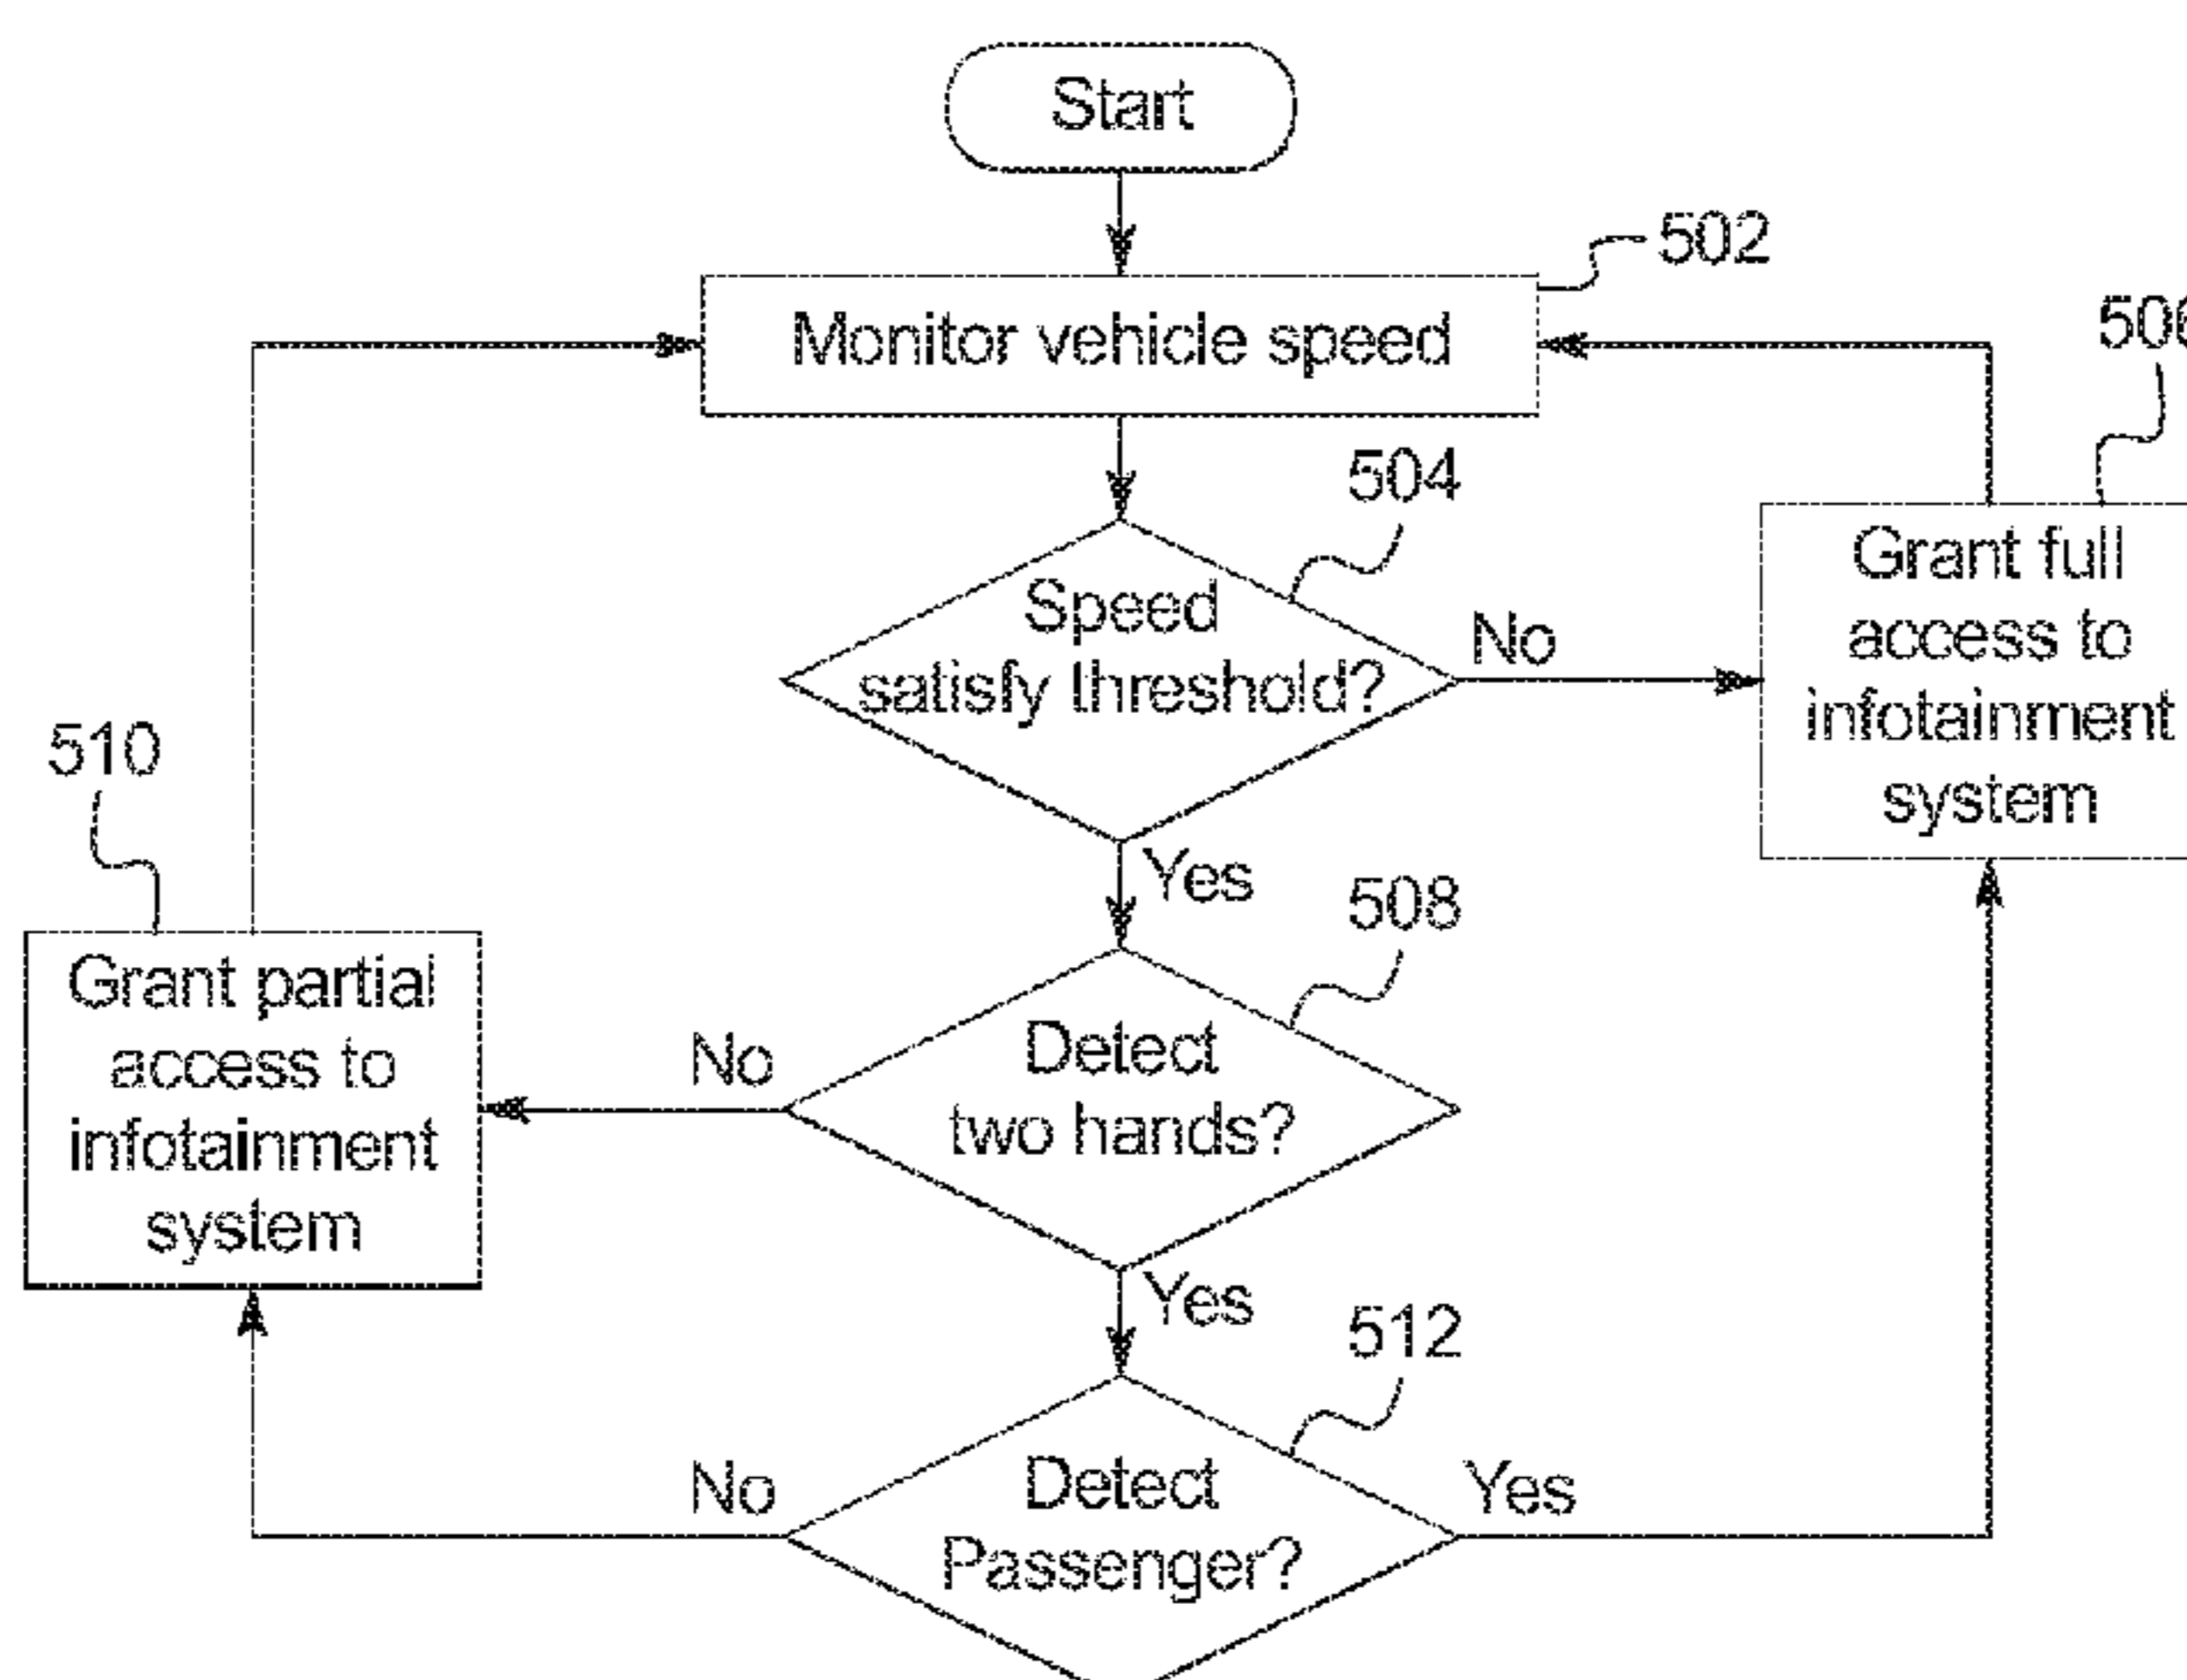 Start
502
Monitor vehicle speed
506
504
Speed
satisfy threshold?
No
Grant full
access to
infotainment
system
510
Yes
508
Grant partial
access to
infotainment
system
No
Detect
two hands?
Yes
512
No
Detect
Passenger?
Yes